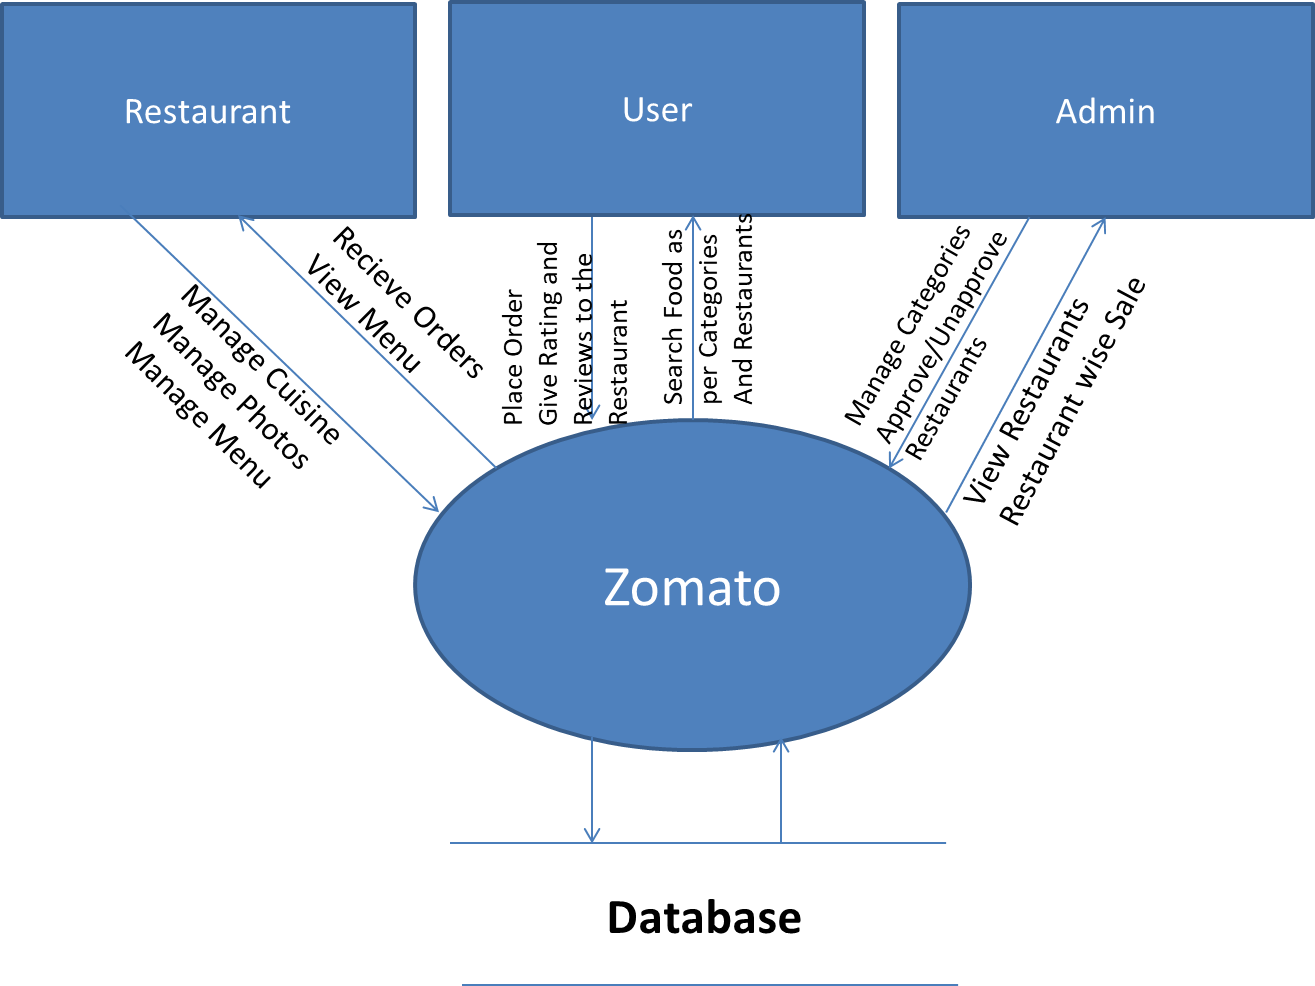 Restaurant
User
Admin
Recieve Orders
View Menu
Manage Cuisine
Manage Photos
Manage Menu
Place Order
Give Rating and
Reviews to the
Restaurant
Search Food as
per Categories
And Restaurants
Manage Categories
Approve/Unapprove
Restaurants
View Restaurants
Restaurant wise Sale
Zomato
Database